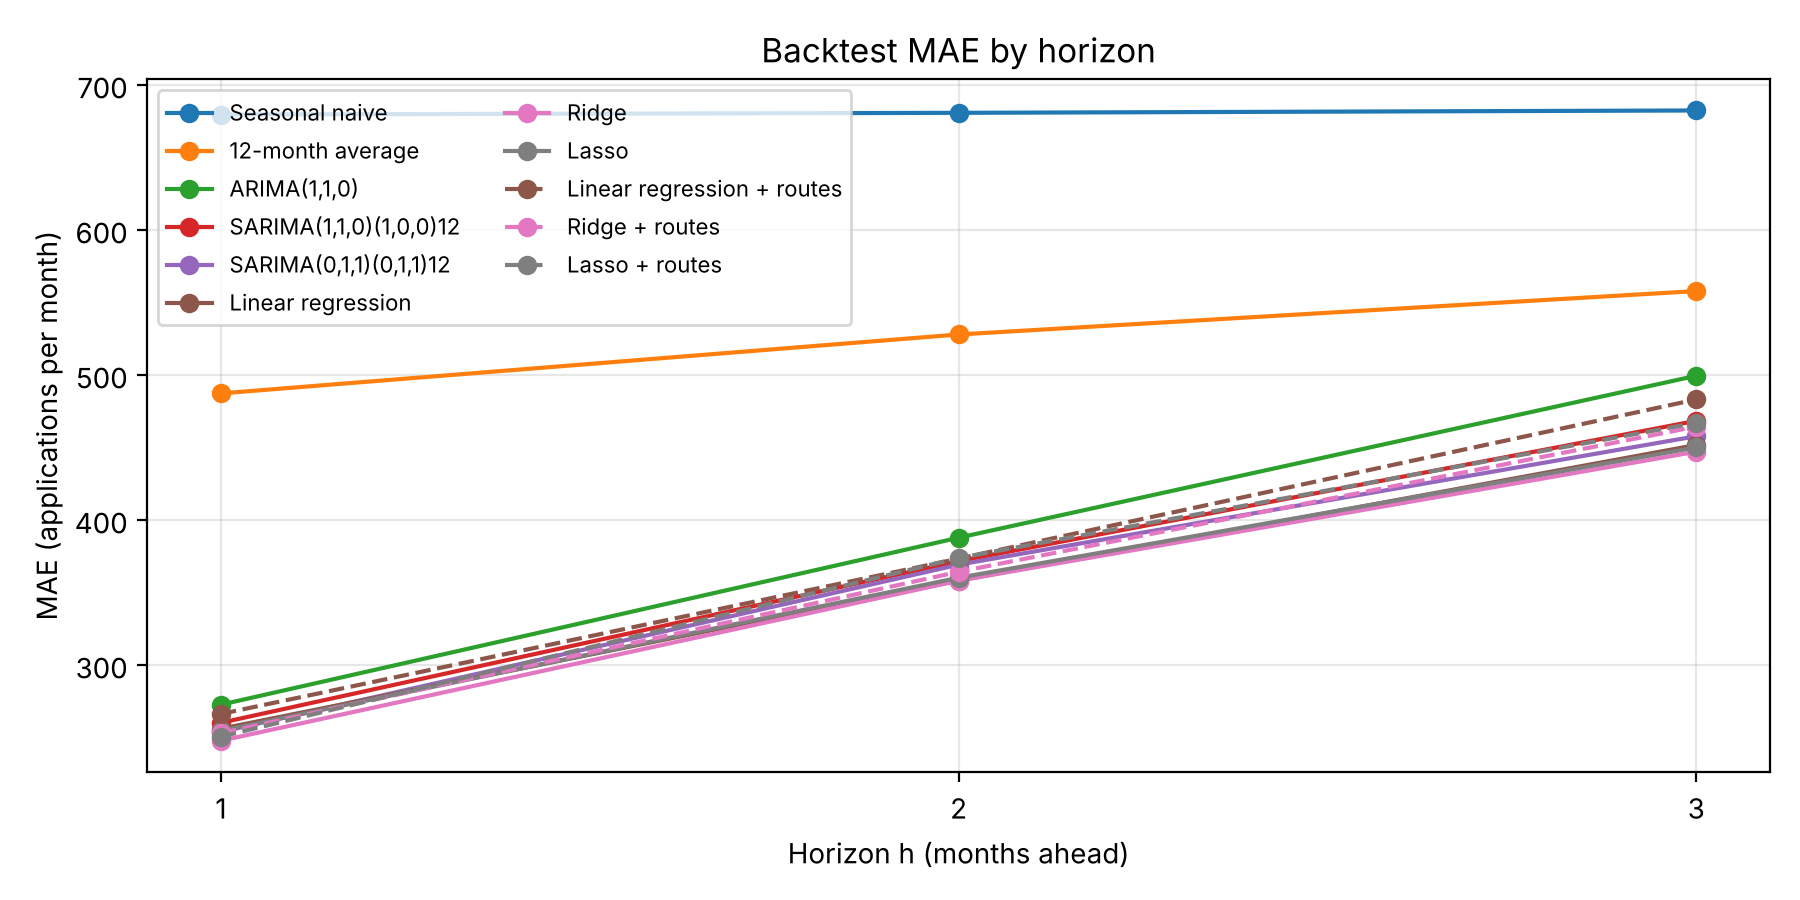 Backtest MAE by horizon
700
600
500
400
300
MAE (applications per month)
Seasonal naive
12-month average
ARIMA(1,1,0)
SARIMA(1,1,0)(1,0,0)12
SARIMA(0,1,1)(0,1,1)12
Linear regression
Ridge
Lasso
Linear regression + routes
Ridge + routes
Lasso + routes
1
2
3
Horizon h (months ahead)